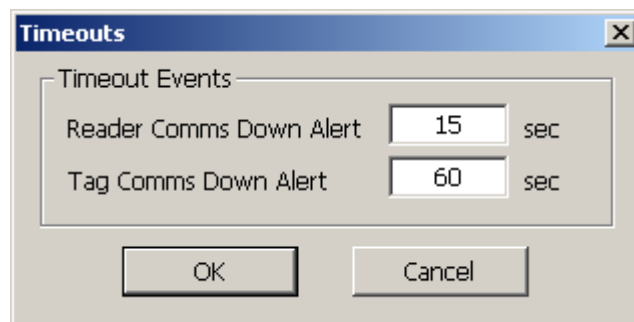 Timeouts
Timeout Events
Reader Comms Down Alert 15 sec
Tag Comms Down Alert 60 sec
OK Cancel